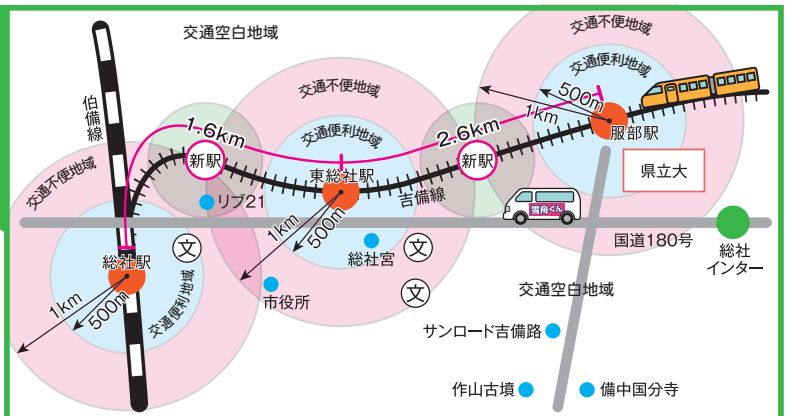 交通空白地域
交通不便地域
交通便利地域
500m
1km
服部駅
県立大
伯備線
1.6km
2.6km
交通不便地域
交通便利地域
新駅
新駅
東総社駅
吉備線
リブ21
1km
500m
雪舟くん
国道180号
総社
インター
交通不便地域
文
総社駅
交通便利地域
1km
500m
総社宮
文
文
市役所
交通空白地域
サンロード吉備路
作山古墳
備中国分寺